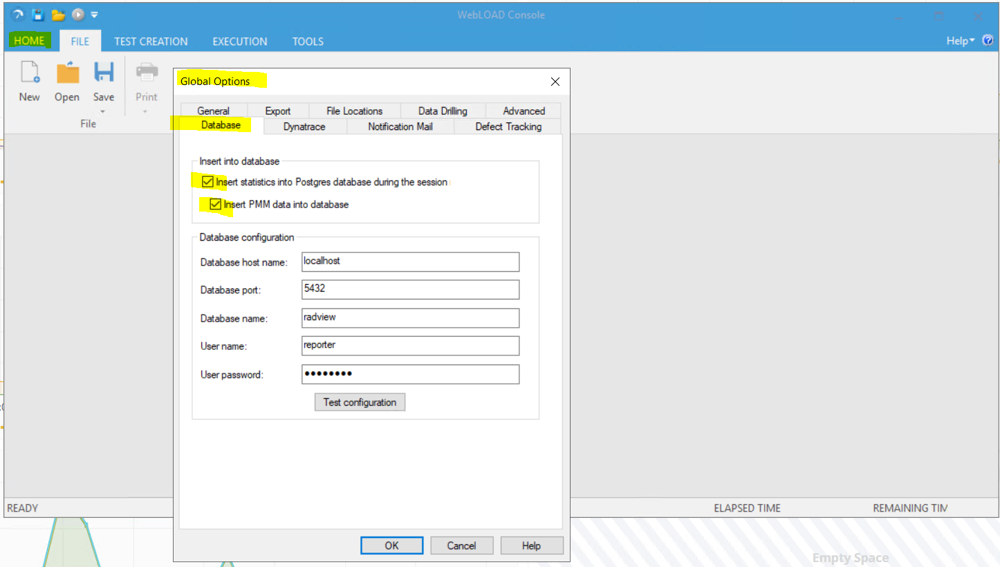 WebLOAD Console
HOME FILE TEST CREATION EXECUTION TOOLS Help
New Open Save Print
File
Global Options
General Export File Locations Data Drilling Advanced
Database Dynatrace Notification Mail Defect Tracking
Insert into database
Insert statistics into Postgres database during the session
Insert PMM data into database
Database configuration
Database host name: localhost
Database port: 5432
Database name: radview
User name: reporter
User password: ••••••••
Test configuration
READY ELAPSED TIME REMAINING TIM
OK Cancel Help
Empty Space